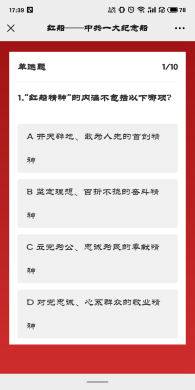 17:39
78
红船——中共一大纪念船
单选题
1/10
1.“红船精神”的内涵不包括以下哪项?
A 开天辟地、敢为人先的首创精
神
B 坚定理想、百折不挠的奋斗精
神
C 立党为公、忠诚为民的奉献精
神
D 对党忠诚、心系群众的敬业精
神